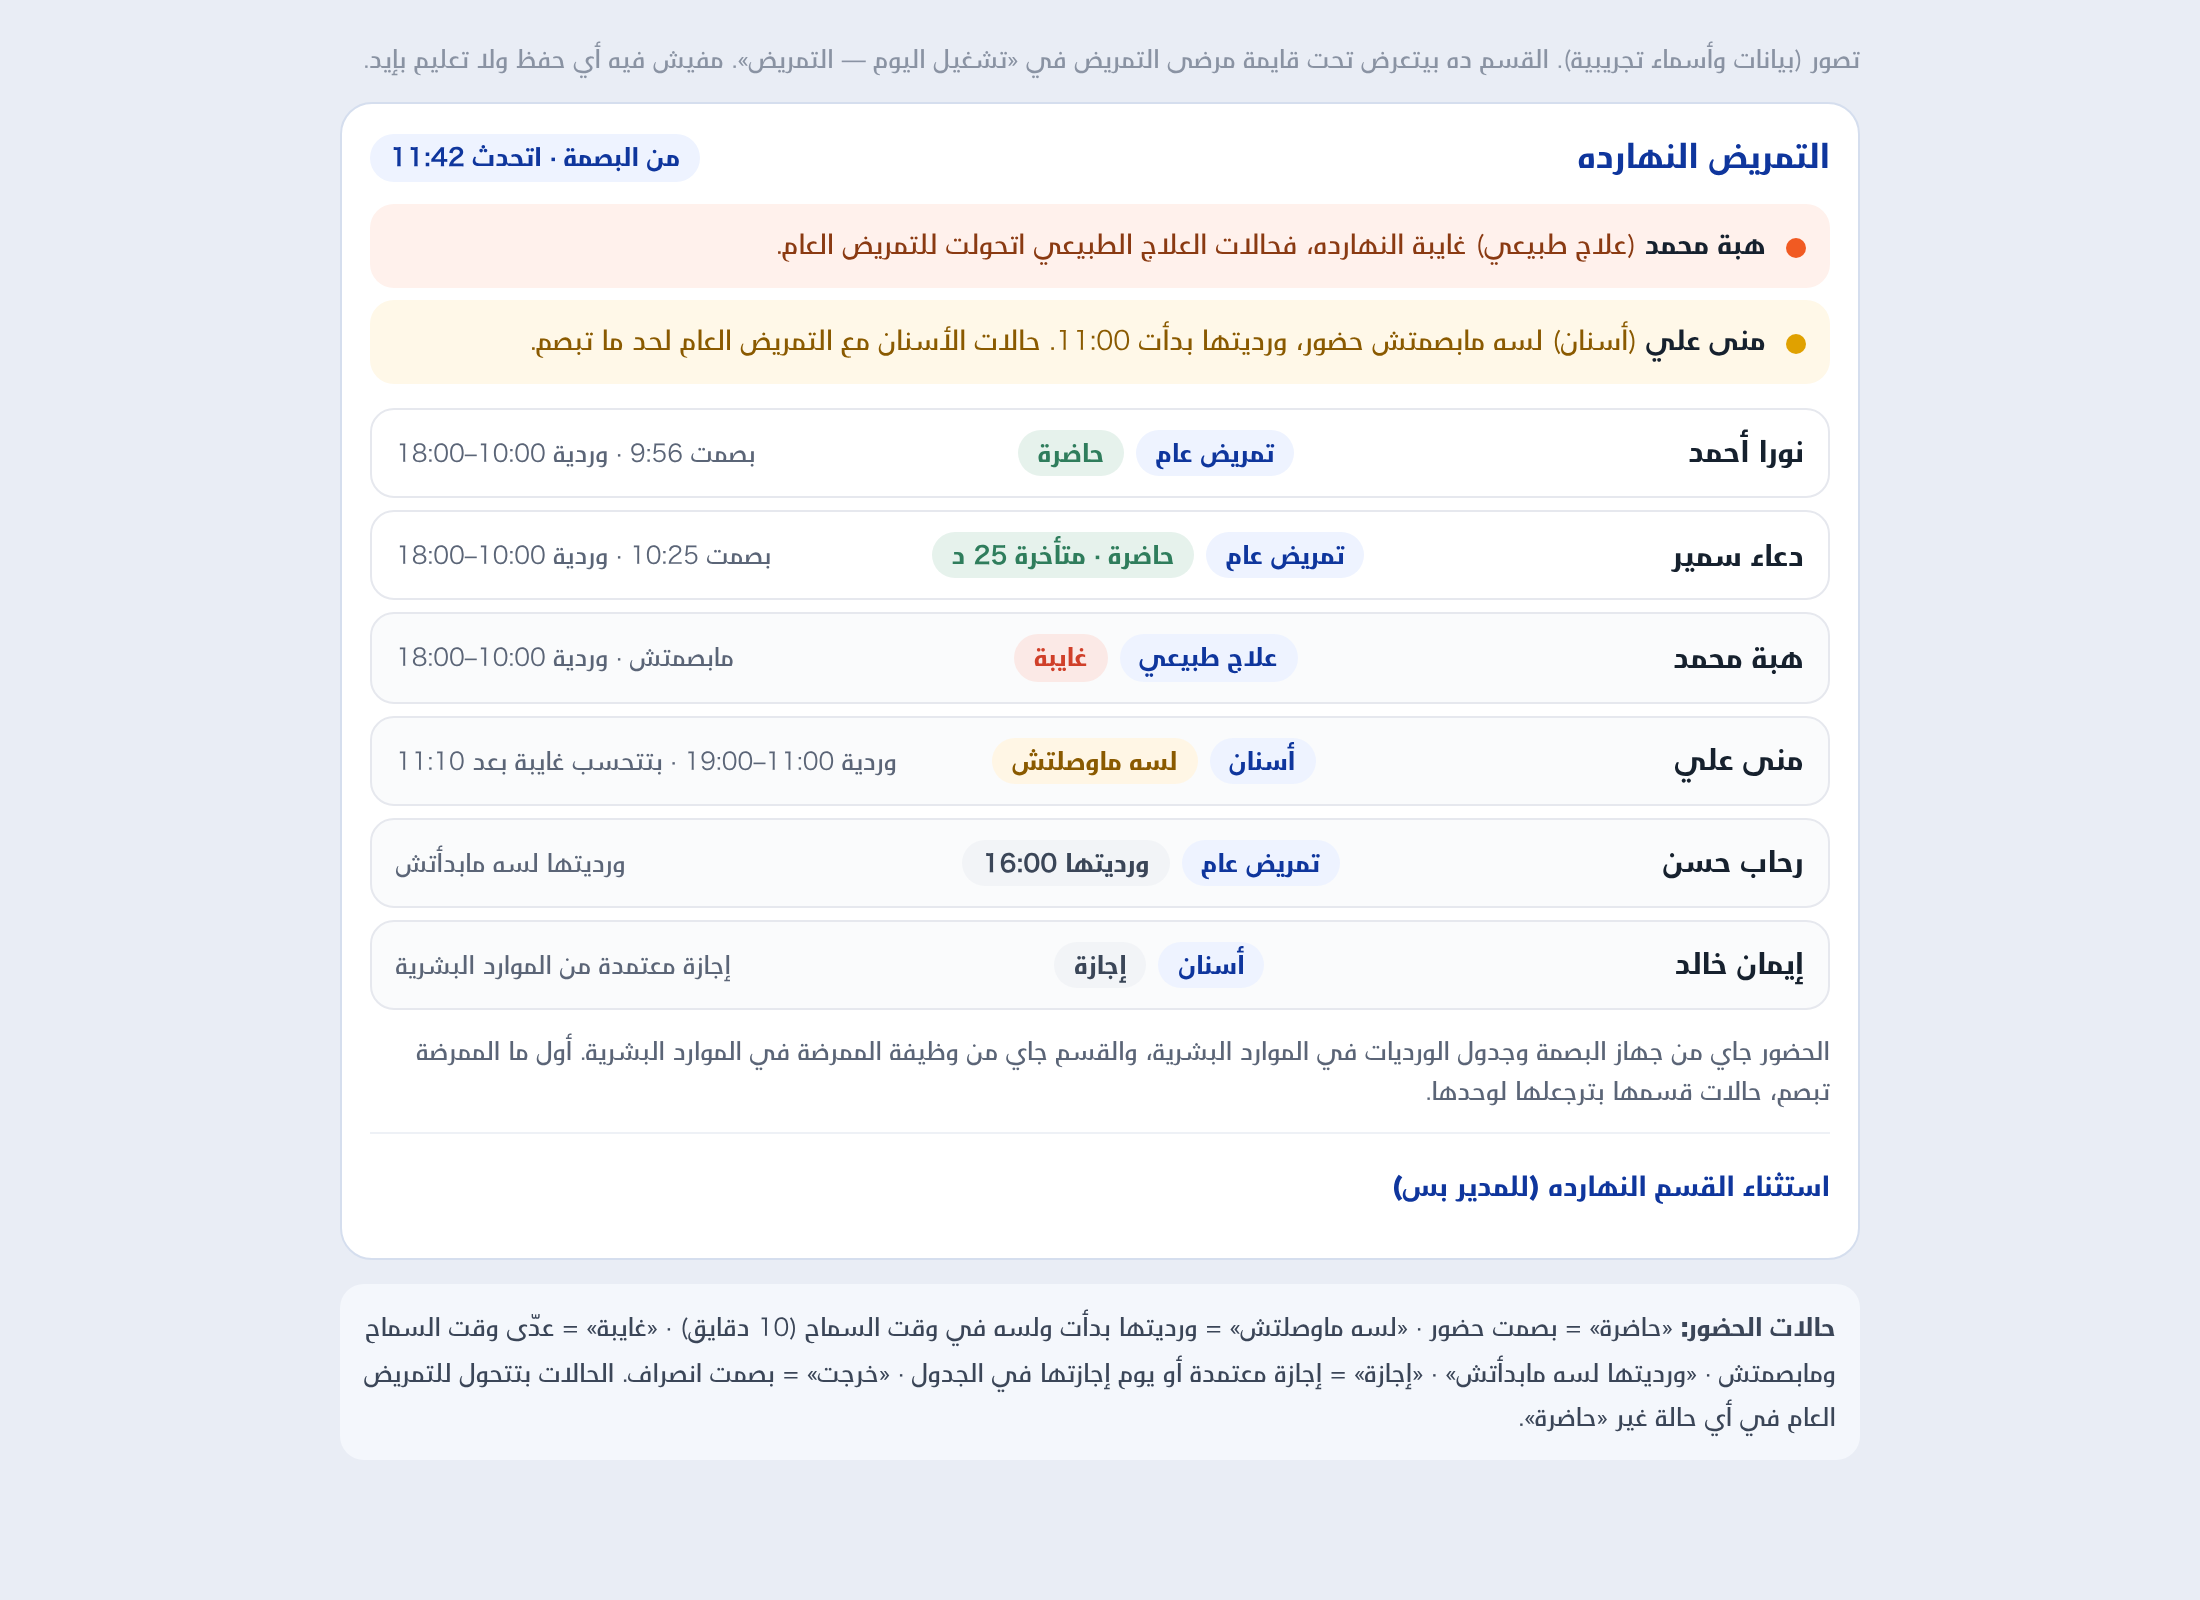 تصور (بيانات وأسماء تجريبية). القسم ده بيتعرض تحت قايمة مرضى التمريض في «تشغيل اليوم — التمريض». مفيش فيه أي حفظ ولا تعليم بإيد.
التمريض النهارده
من البصمة · اتحدث 11:42
هبة محمد (علاج طبيعي) غايبة النهارده، فحالات العلاج الطبيعي اتحولت للتمريض العام.
منى علي (أسنان) لسه مابصمتش حضور، ورديتها بدأت 11:00. حالات الأسنان مع التمريض العام لحد ما تبصم.
نورا أحمد تمريض عام حاضرة بصمت 9:56 · وردية 10:00–18:00
دعاء سمير تمريض عام حاضرة · متأخرة 25 د بصمت 10:25 · وردية 10:00–18:00
هبة محمد علاج طبيعي غايبة مابصمتش · وردية 10:00–18:00
منى علي أسنان لسه ماوصلتش وردية 11:00–19:00 · بتتحسب غايبة بعد 11:10
رحاب حسن تمريض عام ورديتها 16:00 ورديتها لسه مابدأتش
إيمان خالد أسنان إجازة إجازة معتمدة من الموارد البشرية
الحضور جاي من جهاز البصمة وجدول الورديات في الموارد البشرية، والقسم جاي من وظيفة الممرضة في الموارد البشرية. أول ما الممرضة
تبصم، حالات قسمها بترجعلها لوحدها.
استثناء القسم النهارده (للمدير بس)
حالات الحضور: «حاضرة» = بصمت حضور · «لسه ماوصلتش» = ورديتها بدأت ولسه في وقت السماح (10 دقايق) · «غايبة» = عدّى وقت السماح
ومابصمتش · «ورديتها لسه مابدأتش» · «إجازة» = إجازة معتمدة أو يوم إجازتها في الجدول · «خرجت» = بصمت انصراف. الحالات بتتحول للتمريض
العام في أي حالة غير «حاضرة».